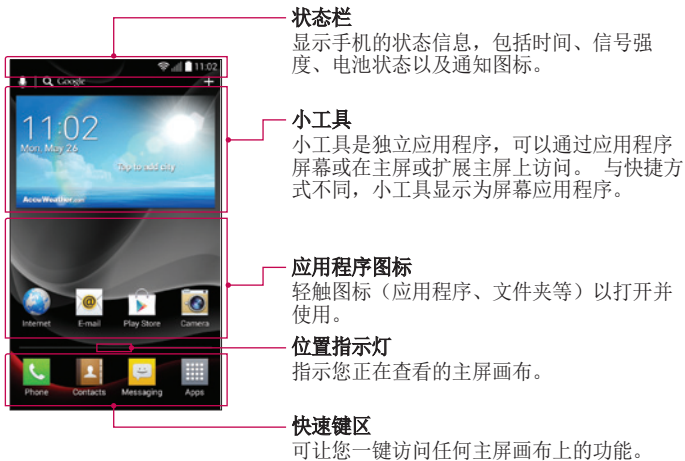 状态栏
显示手机的状态信息，包括时间、信号强
度、电池状态以及通知图标。
11:02
Google
11:02
Mon, May 26
Tap to add city
AccuWeather.com
小工具
小工具是独立应用程序，可以通过应用程序
屏幕或在主屏或扩展主屏上访问。 与快捷方
式不同，小工具显示为屏幕应用程序。
应用程序图标
轻触图标（应用程序、文件夹等）以打开并
使用。
Internet E-mail Play Store Camera
位置指示灯
指示您正在查看的主屏画布。
Phone Contacts Messaging Apps
快速键区
可让您一键访问任何主屏画布上的功能。